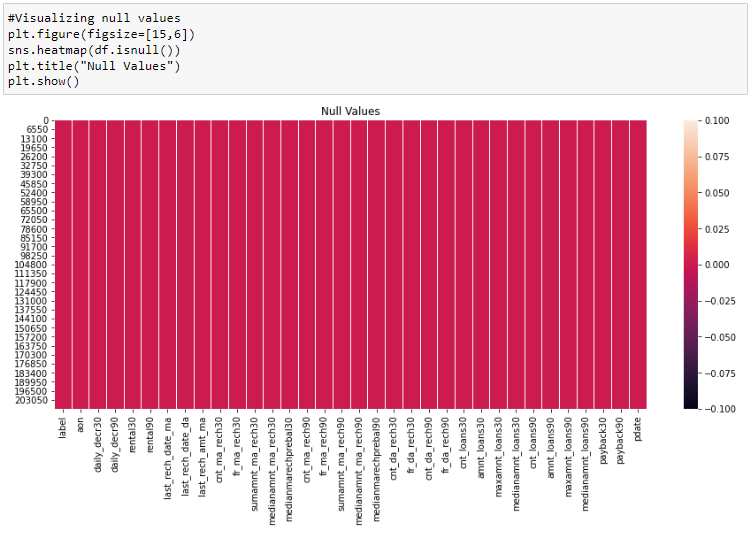 #Visualizing null values
plt.figure(figsize=[15,6])
sns.heatmap(df.isnull())
plt.title("Null Values")
plt.show()
Null Values
0
6550
13100
19650
26200
32750
39300
45850
52400
58950
65500
72050
78600
85150
91700
98250
104800
111350
117900
124450
131000
137550
144100
150650
157200
163750
170300
176850
183400
189950
196500
203050
0.100
0.075
0.050
0.025
0.000
−0.025
−0.050
−0.075
−0.100
label
aon
daily_decr30
daily_decr90
rental30
rental90
last_rech_date_ma
last_rech_date_da
last_rech_amt_ma
cnt_ma_rech30
fr_ma_rech30
sumamnt_ma_rech30
medianamnt_ma_rech30
medianmarechprebal30
cnt_ma_rech90
fr_ma_rech90
sumamnt_ma_rech90
medianamnt_ma_rech90
medianmarechprebal90
cnt_da_rech30
fr_da_rech30
cnt_da_rech90
fr_da_rech90
cnt_loans30
amnt_loans30
maxamnt_loans30
medianamnt_loans30
cnt_loans90
amnt_loans90
maxamnt_loans90
medianamnt_loans90
payback30
payback90
pdate